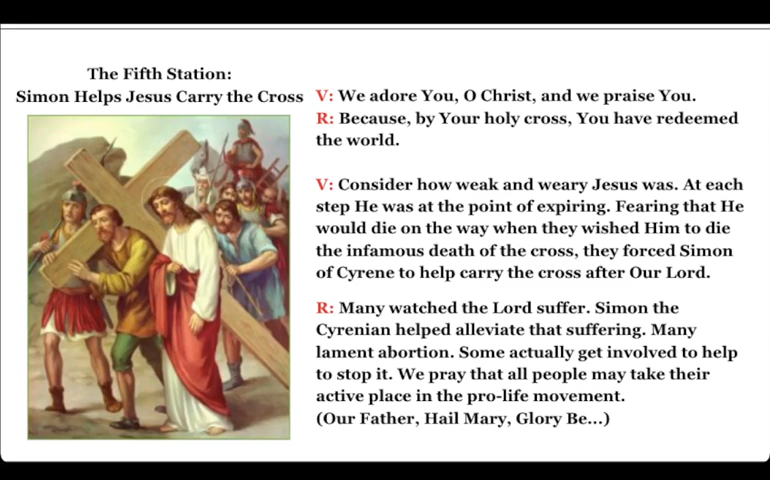 The Fifth Station:
Simon Helps Jesus Carry the Cross
V: We adore You, O Christ, and we praise You.
R: Because, by Your holy cross, You have redeemed
the world.
V: Consider how weak and weary Jesus was. At each
step He was at the point of expiring. Fearing that He
would die on the way when they wished Him to die
the infamous death of the cross, they forced Simon
of Cyrene to help carry the cross after Our Lord.
R: Many watched the Lord suffer. Simon the
Cyrenian helped alleviate that suffering. Many
lament abortion. Some actually get involved to help
to stop it. We pray that all people may take their
active place in the pro-life movement.
(Our Father, Hail Mary, Glory Be...)